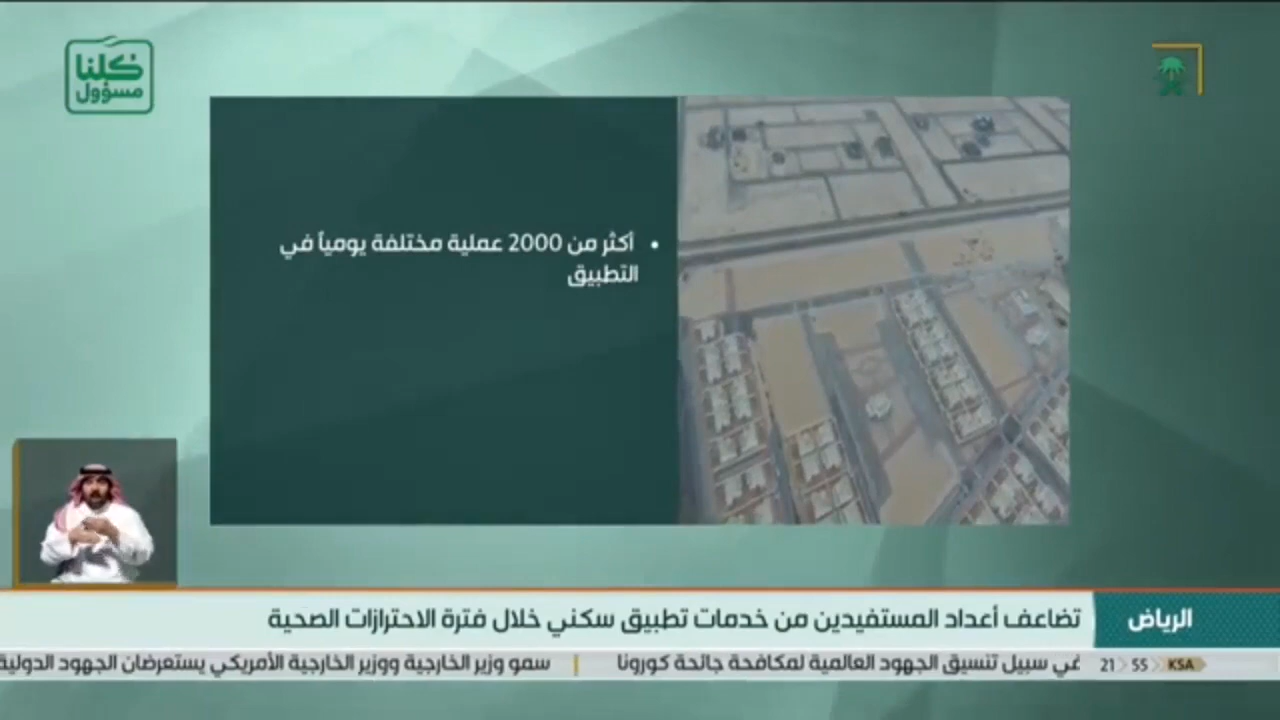 كلنا
مسؤول
• أكثر من 2000 عملية مختلفة يومياً في
التطبيق
الرياض
تضاعف أعداد المستفيدين من خدمات تطبيق سكني خلال فترة الاحترازات الصحية
KSA 21 55
في سبيل تنسيق الجهود العالمية لمكافحة جائحة كورونا | سمو وزير الخارجية ووزير الخارجية الأمريكي يستعرضان الجهود الدولية